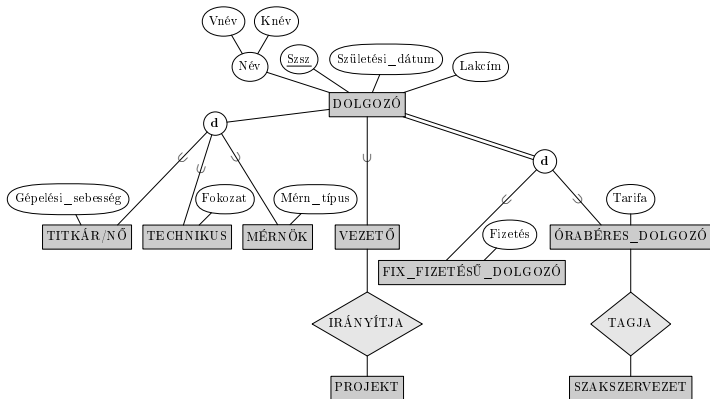 Vnév
Knév
Név
Szsz
Születési_dátum
Lakcím
DOLGOZÓ
d
d
Gépelési_sebesség
Fokozat
Mérn_típus
Tarifa
TITKÁR/NŐ
TECHNIKUS
MÉRNÖK
VEZETŐ
Fizetés
ÓRABÉRES_DOLGOZÓ
FIX_FIZETÉSŰ_DOLGOZÓ
IRÁNYÍTJA
TAGJA
PROJEKT
SZAKSZERVEZET